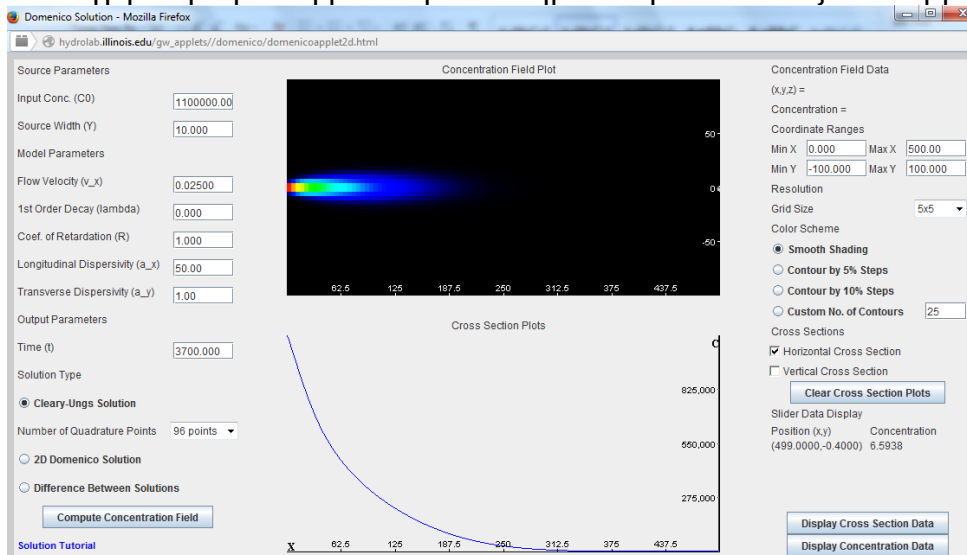 Domenico Solution - Mozilla Firefox
hydrolab.illinois.edu/gw_applets//domenico/domenicoapplet2d.html
Source Parameters
Input Conc. (C0) 1100000.00
Source Width (Y) 10.000
Model Parameters
Flow Velocity (v_x) 0.02500
1st Order Decay (lambda) 0.000
Coef. of Retardation (R) 1.000
Longitudinal Dispersivity (a_x) 50.00
Transverse Dispersivity (a_y) 1.00
Output Parameters
Time (t) 3700.000
Solution Type
Cleary-Ungs Solution
Number of Quadrature Points 96 points
2D Domenico Solution
Difference Between Solutions
Compute Concentration Field
Solution Tutorial
Concentration Field Plot
50
0
-50
62.5 125 187.5 250 312.5 375 437.5
Cross Section Plots
825,000
550,000
275,000
x 62.5 125 187.5 250 312.5 375 437.5
Concentration Field Data
(x,y,z) =
Concentration =
Coordinate Ranges
Min X 0.000 Max X 500.00
Min Y -100.000 Max Y 100.000
Resolution
Grid Size 5x5
Color Scheme
Smooth Shading
Contour by 5% Steps
Contour by 10% Steps
Custom No. of Contours 25
Cross Sections
Horizontal Cross Section
Vertical Cross Section
Clear Cross Section Plots
Slider Data Display
Position (x,y) Concentration
(499.0000,-0.4000) 6.5938
Display Cross Section Data
Display Concentration Data